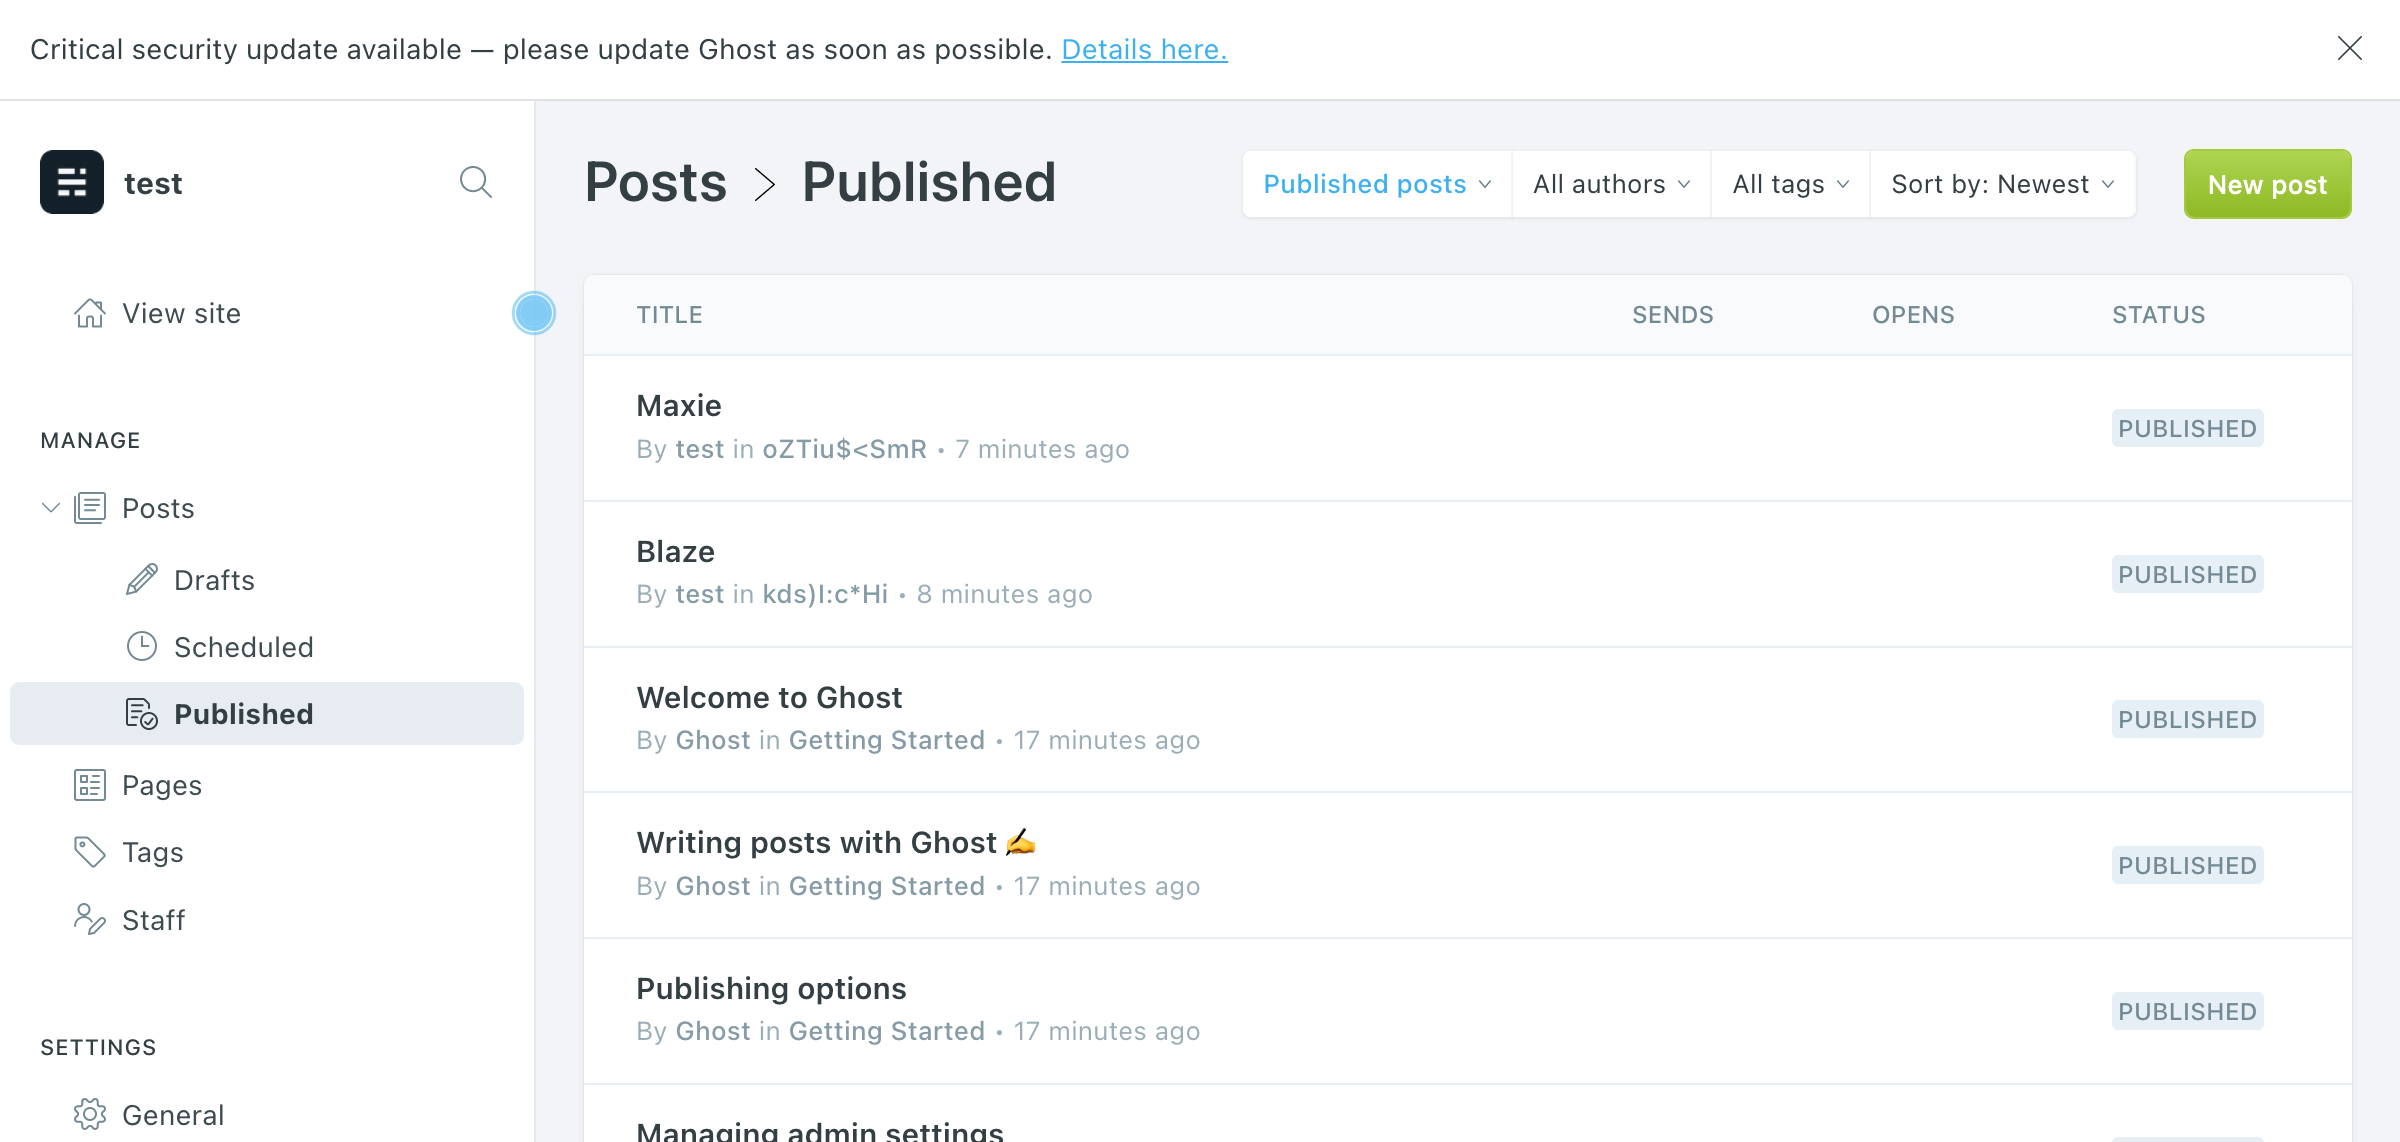 Critical security update available — please update Ghost as soon as possible. Details here.
test
View site
MANAGE
Posts
Drafts
Scheduled
Published
Pages
Tags
Staff
SETTINGS
General
Posts > Published
Published posts
All authors
All tags
Sort by: Newest
New post
TITLE SENDS OPENS STATUS
Maxie
By test in oZTiu$<SmR • 7 minutes ago
PUBLISHED
Blaze
By test in kds)I:c*Hi • 8 minutes ago
PUBLISHED
Welcome to Ghost
By Ghost in Getting Started • 17 minutes ago
PUBLISHED
Writing posts with Ghost ✍️
By Ghost in Getting Started • 17 minutes ago
PUBLISHED
Publishing options
By Ghost in Getting Started • 17 minutes ago
PUBLISHED
Managing admin settings